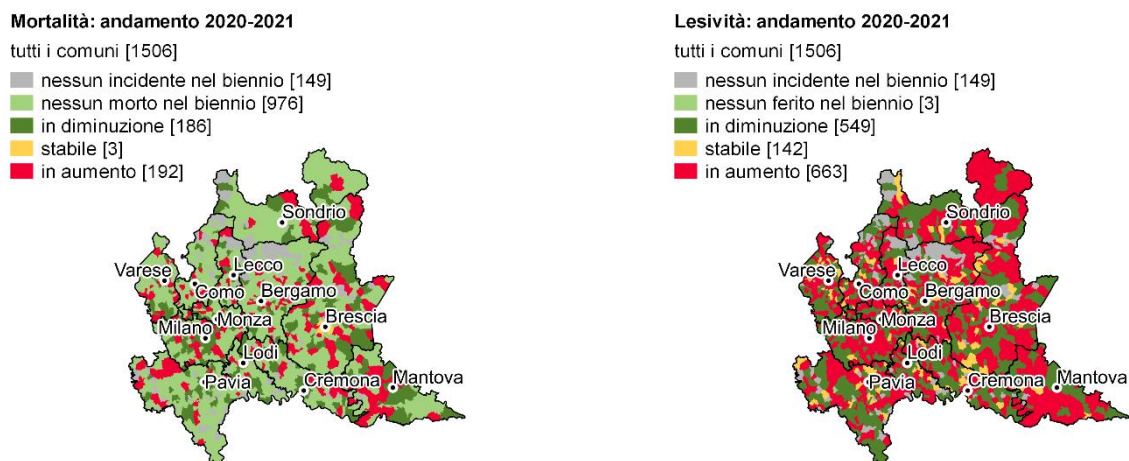 Mortalità: andamento 2020-2021
tutti i comuni [1506]
nessun incidente nel biennio [149]
nessun morto nel biennio [976]
in diminuzione [186]
stabile [3]
in aumento [192]
Sondrio
Lecco
Varese
Como
Bergamo
Monza
Milano
Brescia
Lodi
Pavia
Cremona
Mantova
Lesività: andamento 2020-2021
tutti i comuni [1506]
nessun incidente nel biennio [149]
nessun ferito nel biennio [3]
in diminuzione [549]
stabile [142]
in aumento [663]
Sondrio
Lecco
Varese
Como
Bergamo
Monza
Milano
Brescia
Lodi
Pavia
Cremona
Mantova